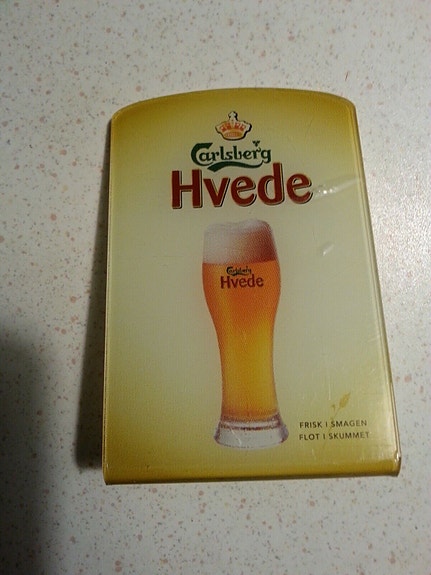 Carlsberg
Hvede
Carlsberg
Hvede
FRISK I SMAGEN
FLOT I SKUMMET